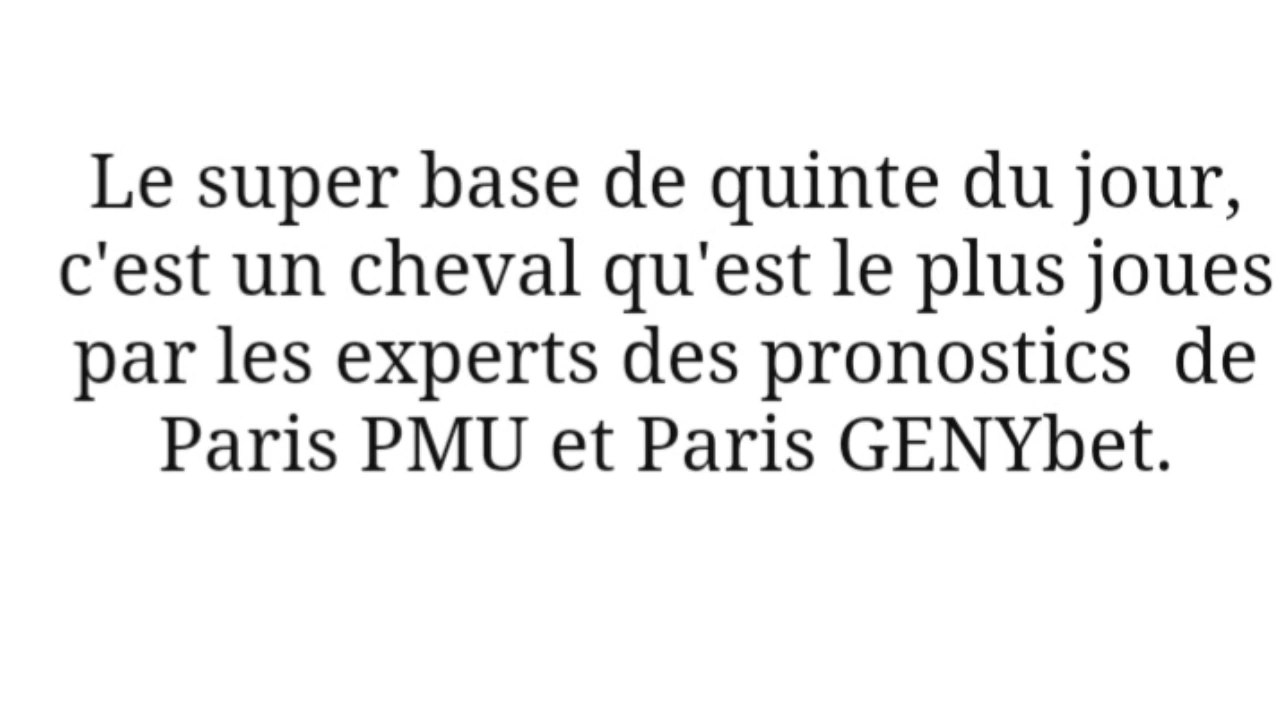 Le super base de quinte du jour,
c'est un cheval qu'est le plus joues
par les experts des pronostics  de
Paris PMU et Paris GENYbet.